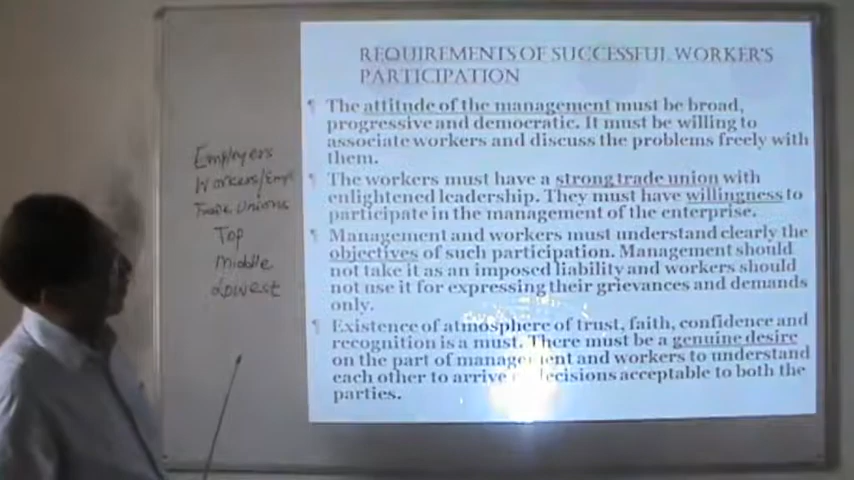 Employers
Workers/Empl
Trade Unions
Top
Middle
Lowest
REQUIREMENTS OF SUCCESSFUL WORKER'S
PARTICIPATION
¶ The attitude of the management must be broad,
progressive and democratic. It must be willing to
associate workers and discuss the problems freely with
them.
¶ The workers must have a strong trade union with
enlightened leadership. They must have willingness to
participate in the management of the enterprise.
¶ Management and workers must understand clearly the
objectives of such participation. Management should
not take it as an imposed liability and workers should
not use it for expressing their grievances and demands
only.
¶ Existence of atmosphere of trust, faith, confidence and
recognition is a must. There must be a genuine desire
on the part of management and workers to understand
each other to arrive decisions acceptable to both the
parties.